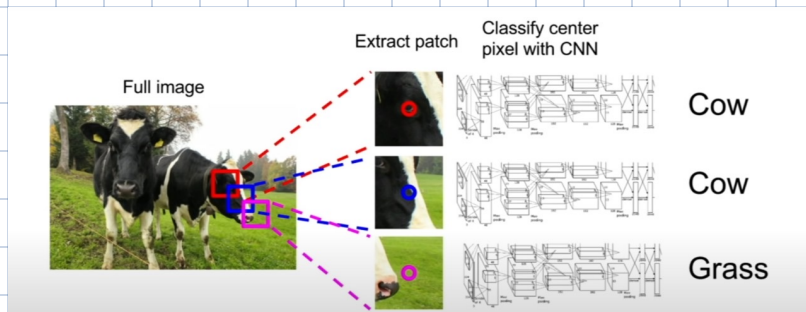 Full image
Extract patch
Classify center
pixel with CNN
Cow
Cow
Grass